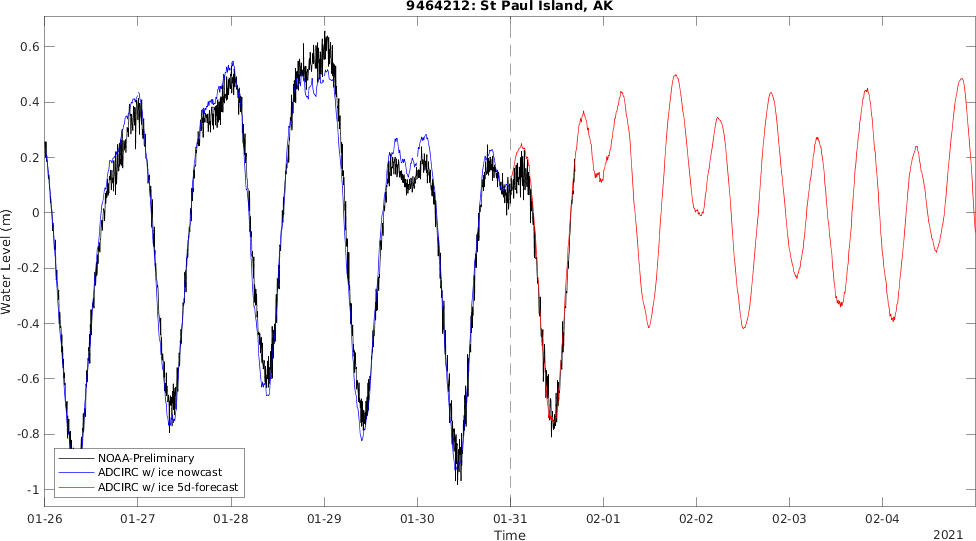 9464212: St Paul Island, AK
0.6
0.4
0.2
0
-0.2
-0.4
-0.6
-0.8
-1
Water Level (m)
NOAA-Preliminary
ADCIRC w/ ice nowcast
ADCIRC w/ ice 5d-forecast
01-26 01-27 01-28 01-29 01-30 01-31 02-01 02-02 02-03 02-04
Time
2021